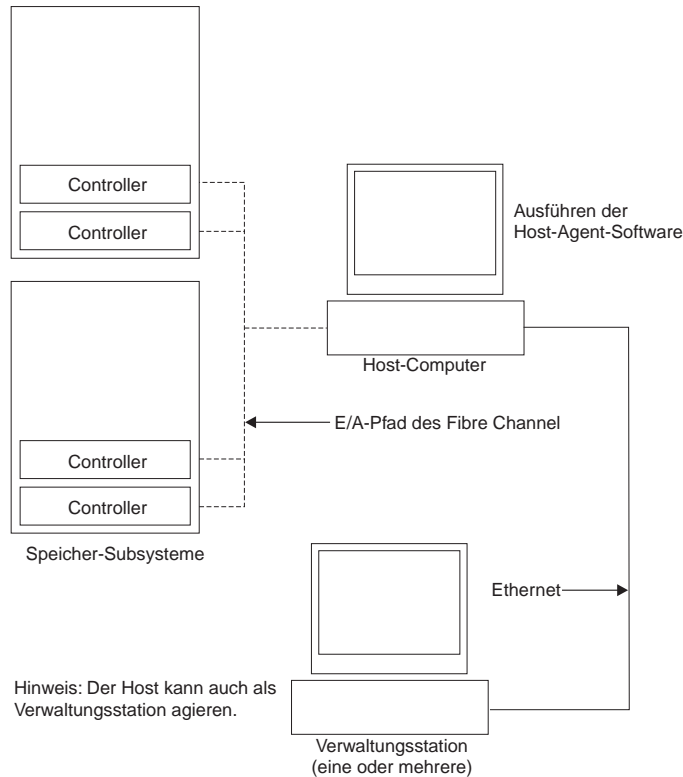 Controller
Controller
Ausführen der
Host-Agent-Software
Host-Computer
E/A-Pfad des Fibre Channel
Controller
Controller
Speicher-Subsysteme
Ethernet
Hinweis: Der Host kann auch als
Verwaltungsstation agieren.
Verwaltungsstation
(eine oder mehrere)